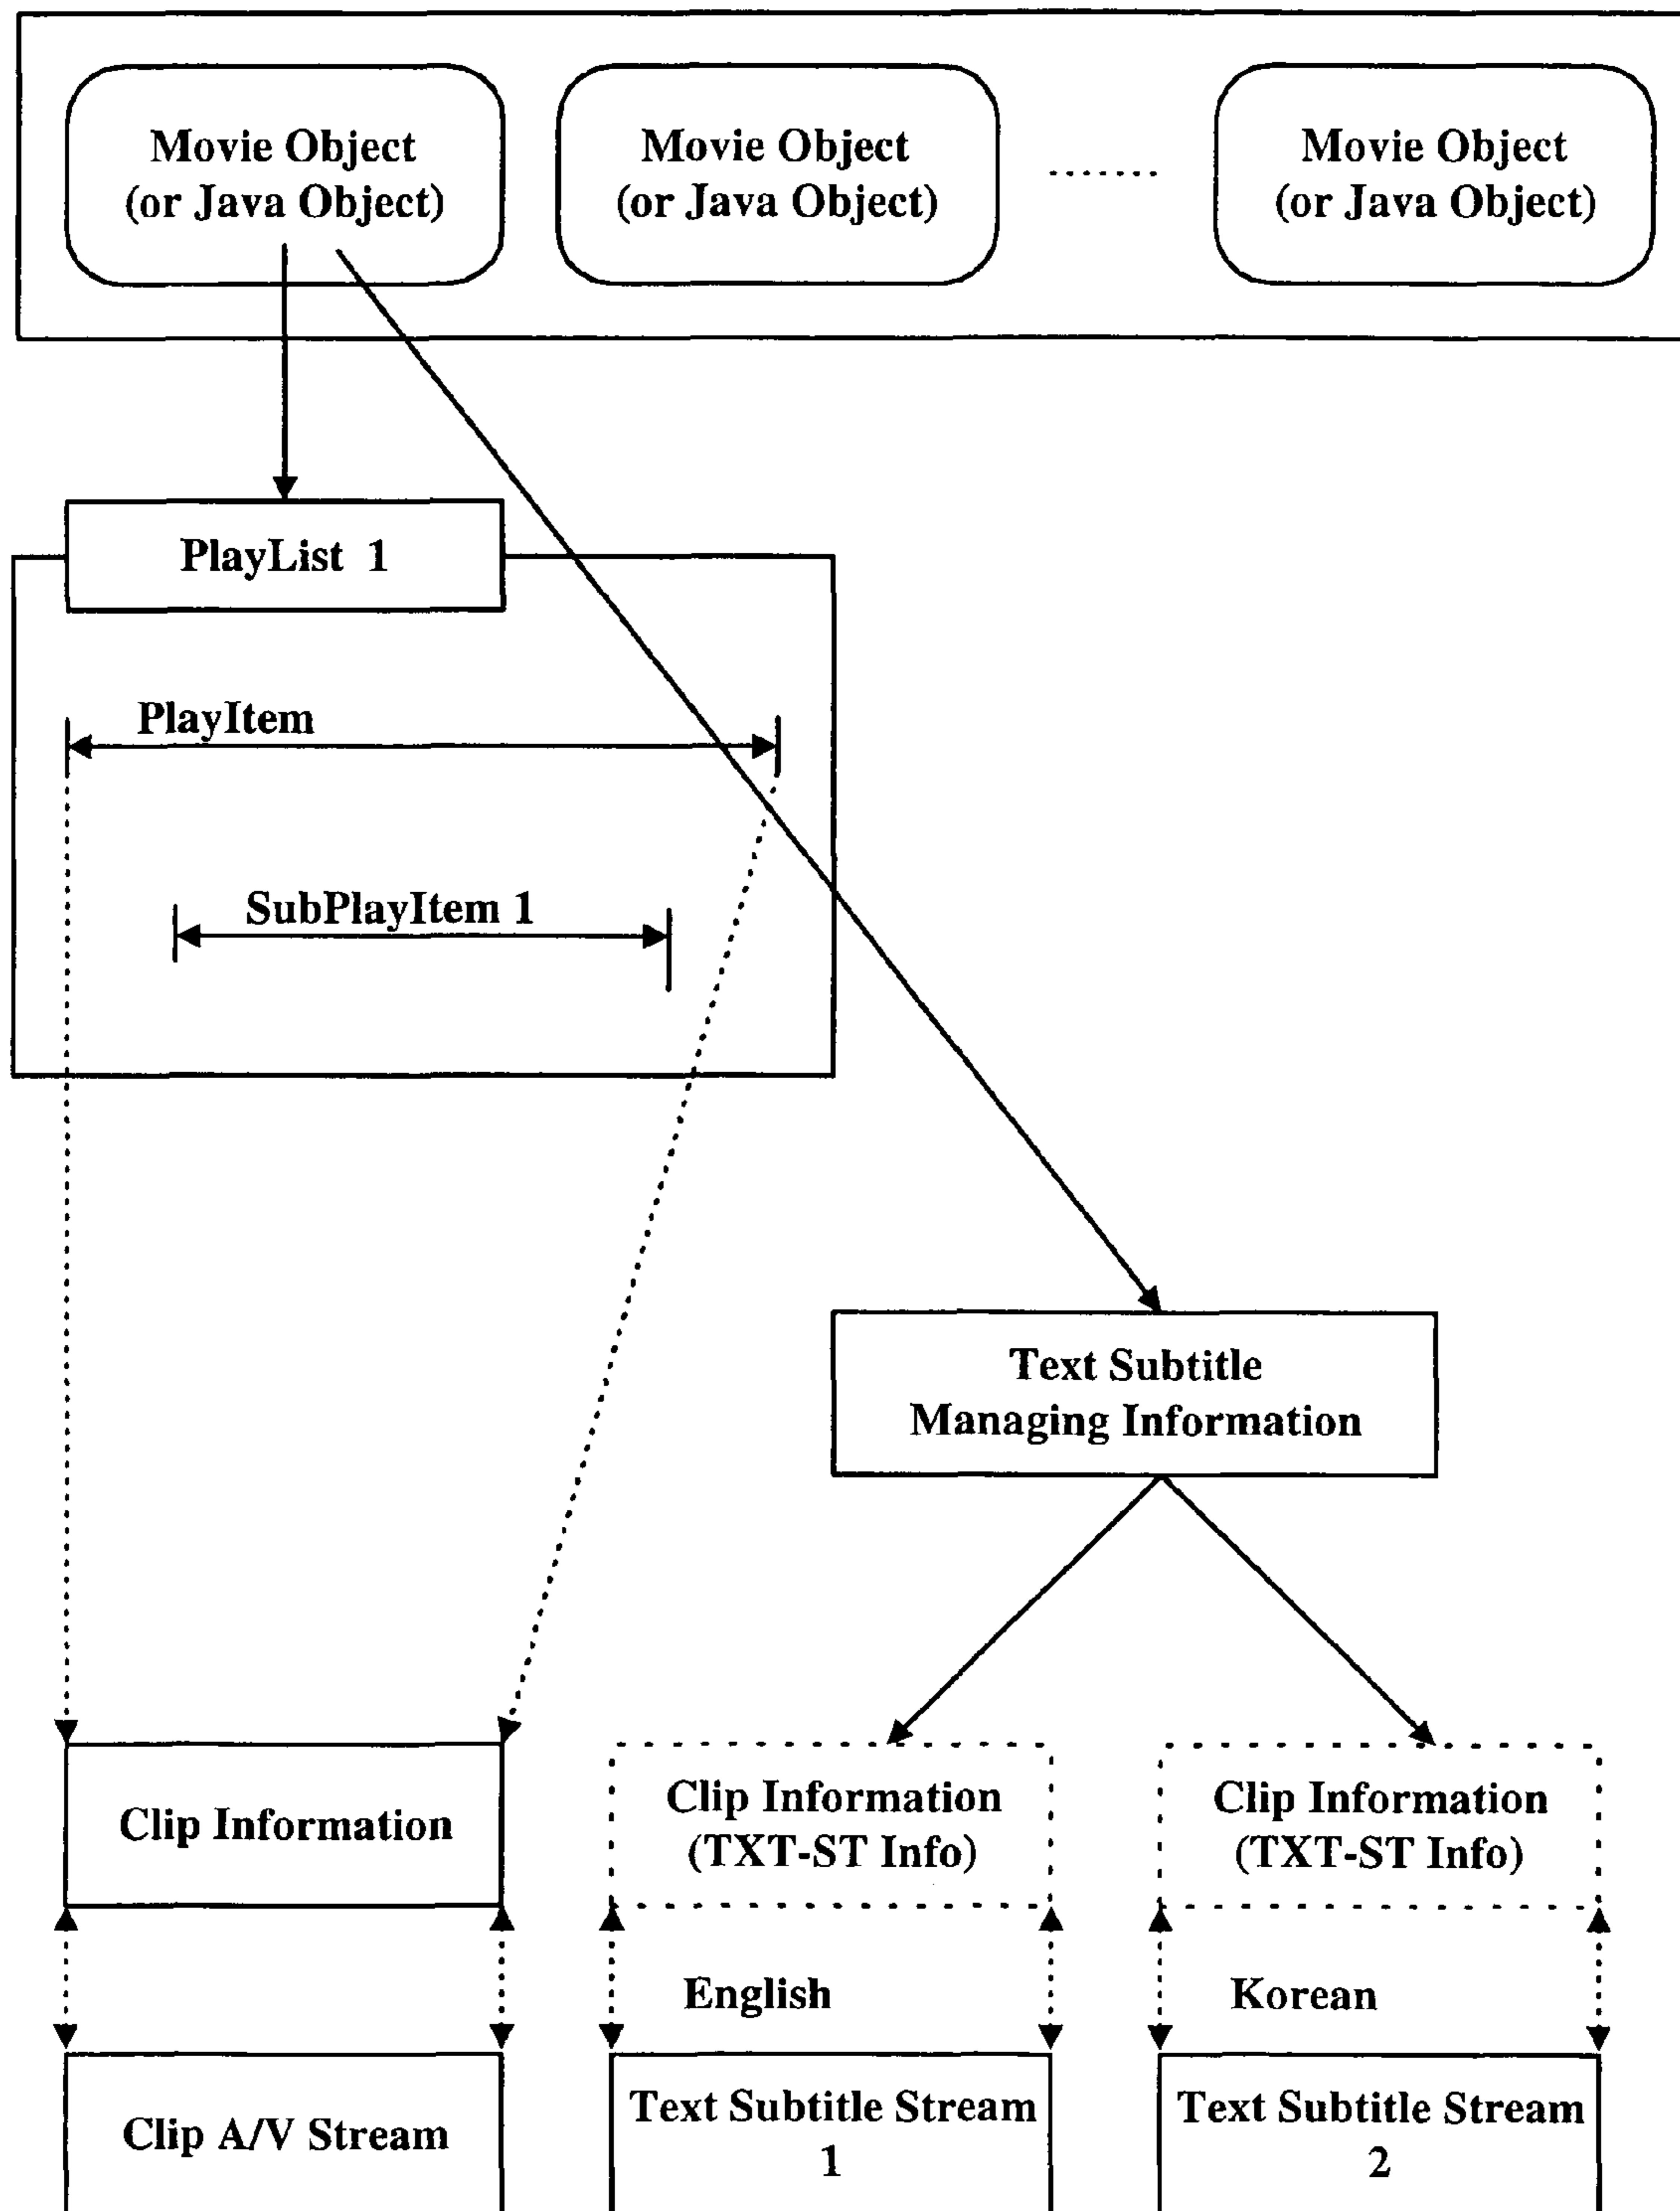 Movie Object
(or Java Object)
Movie Object
(or Java Object)
Movie Object
(or Java Object)
PlayList 1
PlayItem
SubPlayItem 1
Text Subtitle
Managing Information
Clip Information
Clip Information
(TXT-ST Info)
Clip Information
(TXT-ST Info)
English
Korean
Clip A/V Stream
Text Subtitle Stream
1
Text Subtitle Stream
2